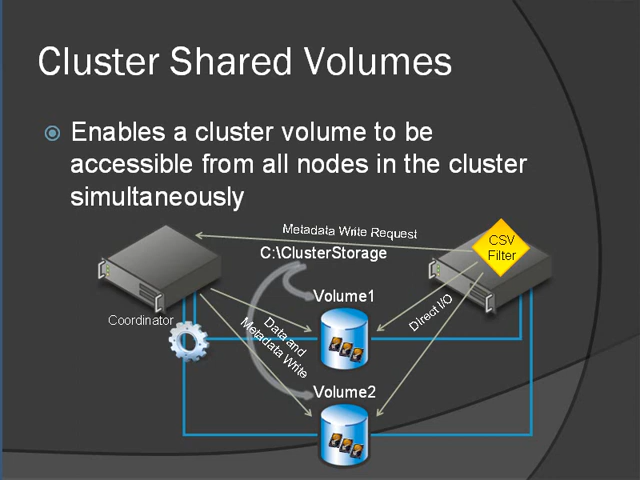 Cluster Shared Volumes
Enables a cluster volume to be
accessible from all nodes in the cluster
simultaneously
Metadata Write Request
CSV
Filter
C:\ClusterStorage
Volume1
Coordinator
Data and
Metadata Write
Direct I/O
Volume2